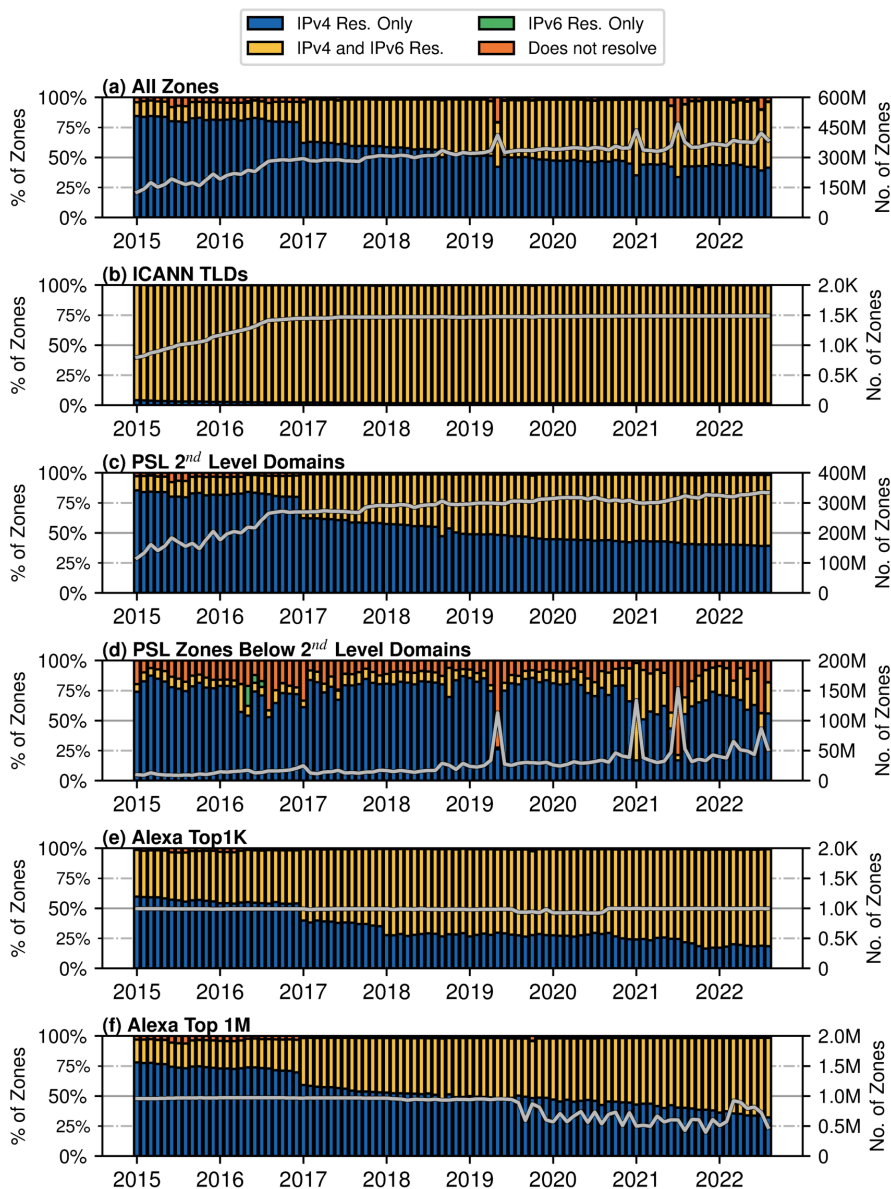 IPv4 Res. Only
IPv6 Res. Only
IPv4 and IPv6 Res.
Does not resolve
(a) All Zones
% of Zones
100%
75%
50%
25%
0%
600M
450M
300M
150M
0
No. of Zones
2015 2016 2017 2018 2019 2020 2021 2022
(b) ICANN TLDs
% of Zones
100%
75%
50%
25%
0%
2.0K
1.5K
1.0K
0.5K
0
No. of Zones
2015 2016 2017 2018 2019 2020 2021 2022
(c) PSL 2nd Level Domains
% of Zones
100%
75%
50%
25%
0%
400M
300M
200M
100M
0
No. of Zones
2015 2016 2017 2018 2019 2020 2021 2022
(d) PSL Zones Below 2nd Level Domains
% of Zones
100%
75%
50%
25%
0%
200M
150M
100M
50M
0
No. of Zones
2015 2016 2017 2018 2019 2020 2021 2022
(e) Alexa Top1K
% of Zones
100%
75%
50%
25%
0%
2.0K
1.5K
1.0K
0.5K
0
No. of Zones
2015 2016 2017 2018 2019 2020 2021 2022
(f) Alexa Top 1M
% of Zones
100%
75%
50%
25%
0%
2.0M
1.5M
1.0M
0.5M
0
No. of Zones
2015 2016 2017 2018 2019 2020 2021 2022